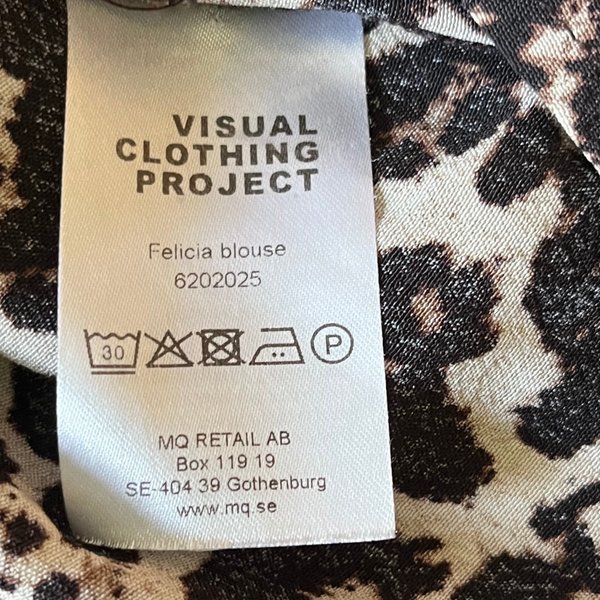 VISUAL
CLOTHING
PROJECT
Felicia blouse
6202025
30 P
MQ RETAIL AB
Box 119 19
SE-404 39 Gothenburg
www.mq.se